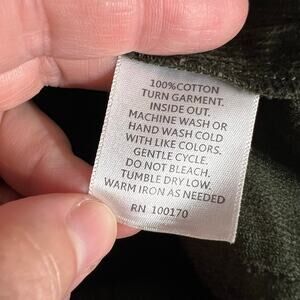 100%COTTON
TURN GARMENT.
INSIDE OUT.
MACHINE WASH OR
HAND WASH COLD
WITH LIKE COLORS.
GENTLE CYCLE.
DO NOT BLEACH.
TUMBLE DRY LOW.
WARM IRON AS NEEDED
RN 100170